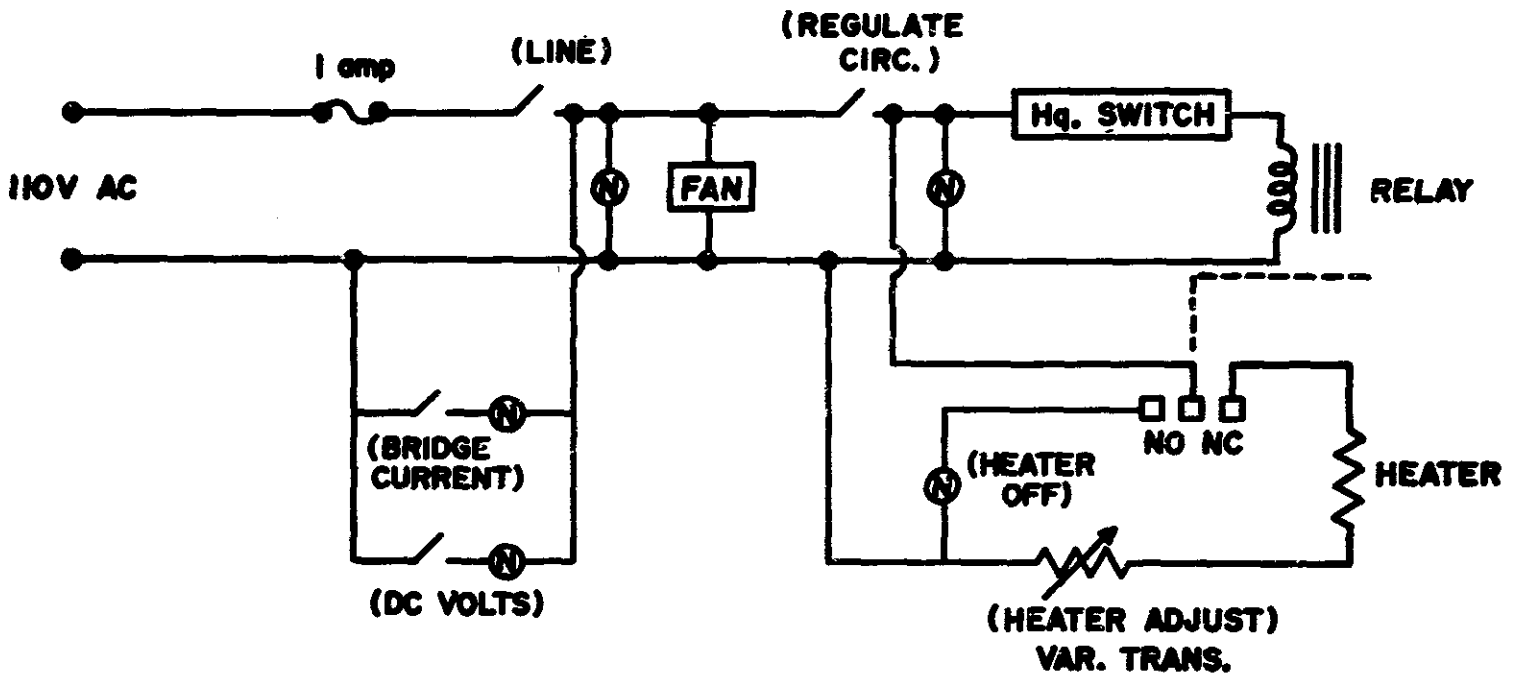 1 amp
(LINE)
(REGULATE
CIRC.)
Hq. SWITCH
110V AC
N
FAN
N
RELAY
N
(BRIDGE
CURRENT)
N
(DC VOLTS)
NO NC
(HEATER
OFF)
N
HEATER
(HEATER ADJUST)
VAR. TRANS.